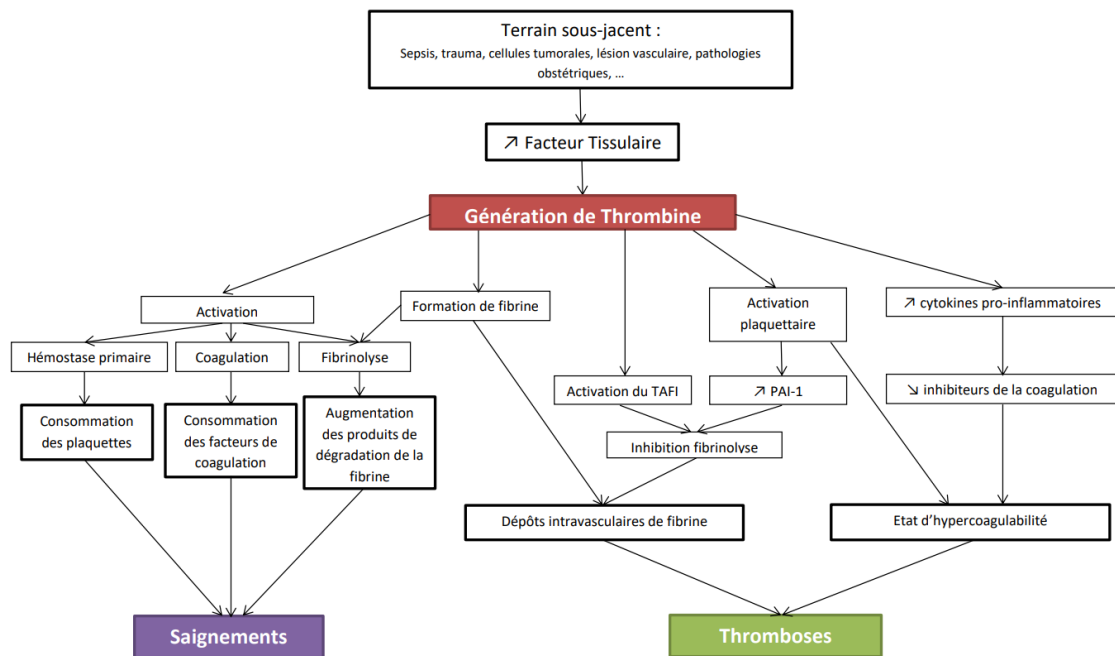 Terrain sous-jacent :
Sepsis, trauma, cellules tumorales, lésion vasculaire, pathologies
obstétriques, ...
↗ Facteur Tissulaire
Génération de Thrombine
Activation
Formation de fibrine
Activation
plaquettaire
↗ cytokines pro-inflammatoires
Hémostase primaire
Coagulation
Fibrinolyse
Activation du TAFI
↗ PAI-1
↘ inhibiteurs de la coagulation
Consommation
des plaquettes
Consommation
des facteurs de
coagulation
Augmentation
des produits de
dégradation de la
fibrine
Inhibition fibrinolyse
Dépôts intravasculaires de fibrine
Etat d'hypercoagulabilité
Saignements
Thromboses